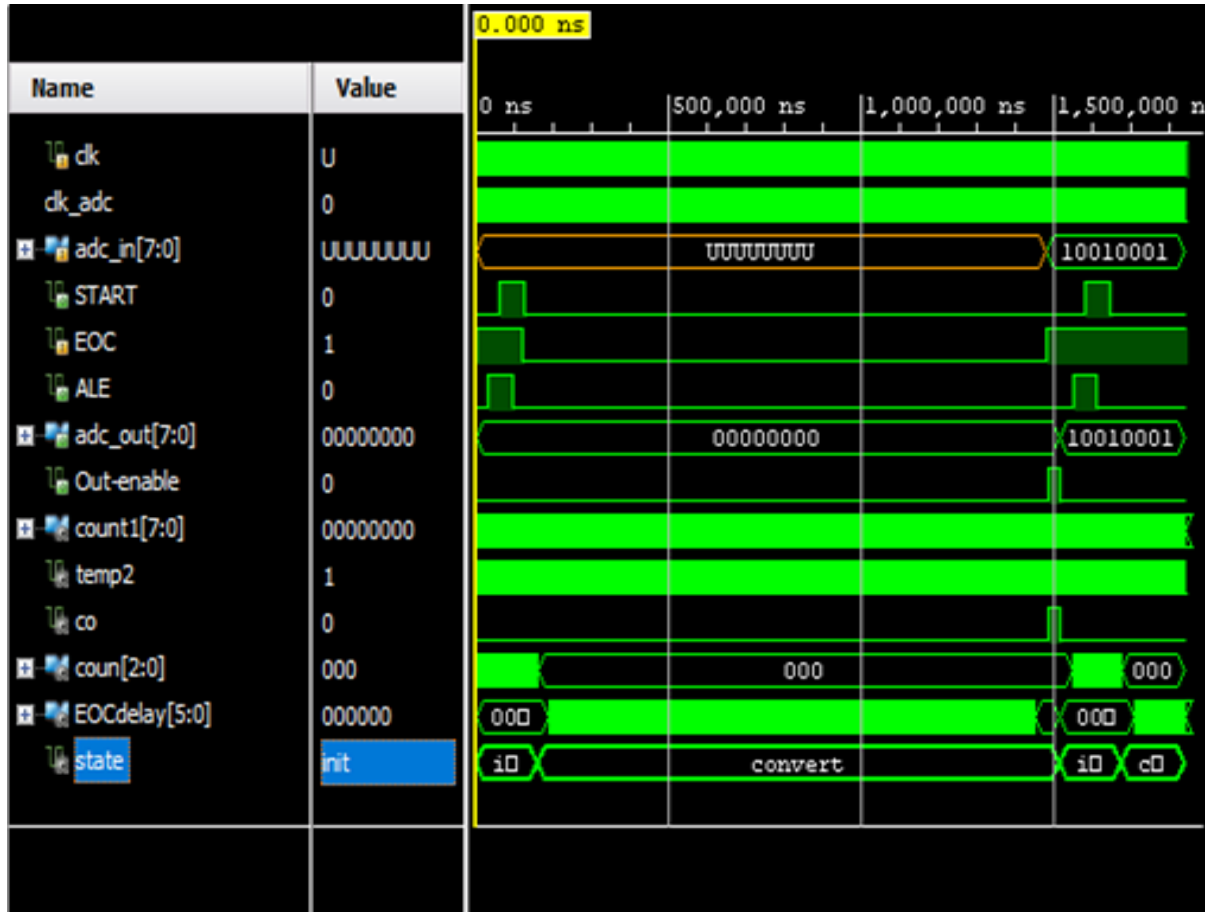 0.000 ns
Name Value
0 ns 500,000 ns 1,000,000 ns 1,500,000 n
clk U
clk_adc 0
adc_in[7:0] UUUUUUUU UUUUUUUU 10010001
START 0
EOC 1
ALE 0
adc_out[7:0] 00000000 00000000 10010001
Out-enable 0
count1[7:0] 00000000
temp2 1
co 0
coun[2:0] 000 000 000
EOCdelay[5:0] 000000 00□ 00□
state init i□ convert i□ c□